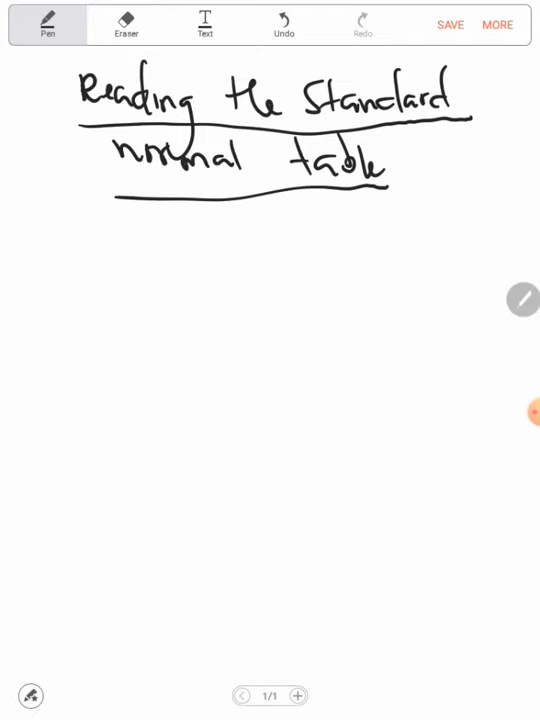 Pen Eraser Text Undo Redo SAVE MORE
Reading the Standard
normal table
1/1